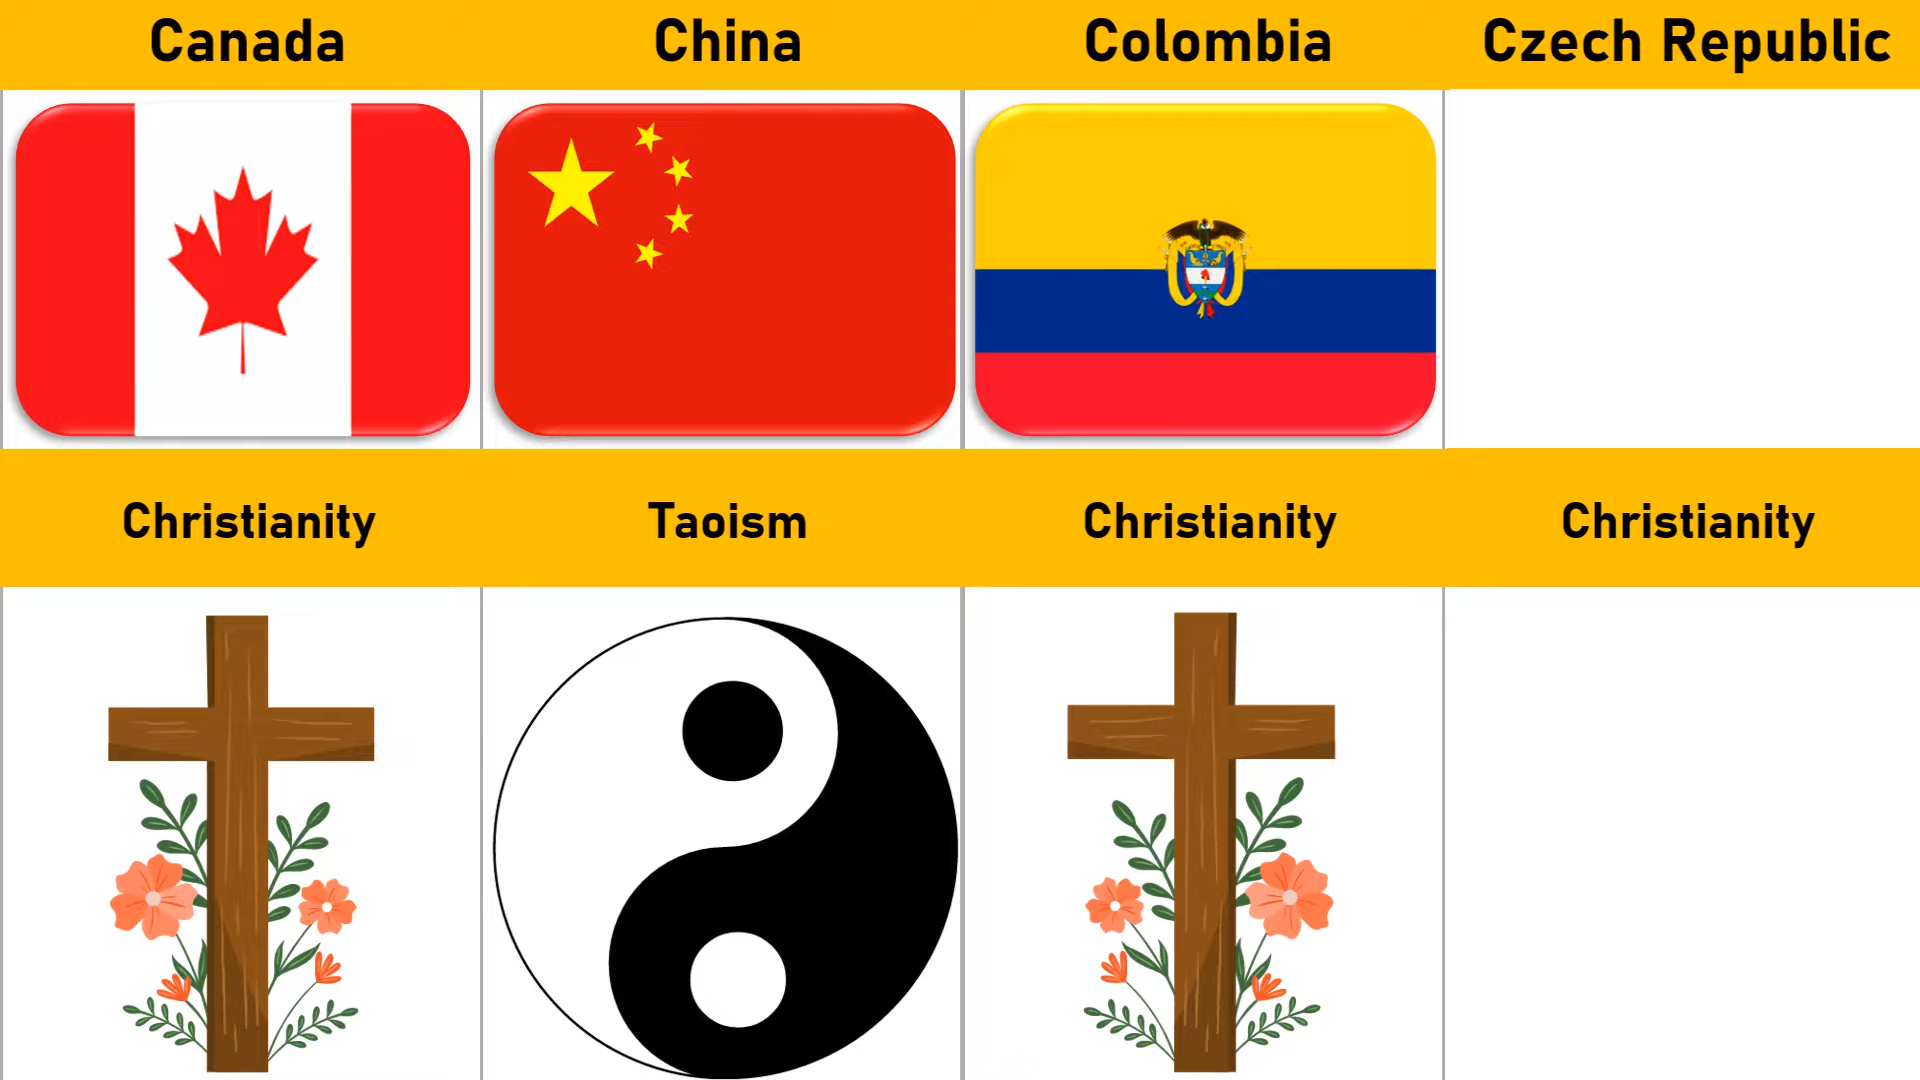 Canada
China
Colombia
Czech Republic
Christianity
Taoism
Christianity
Christianity